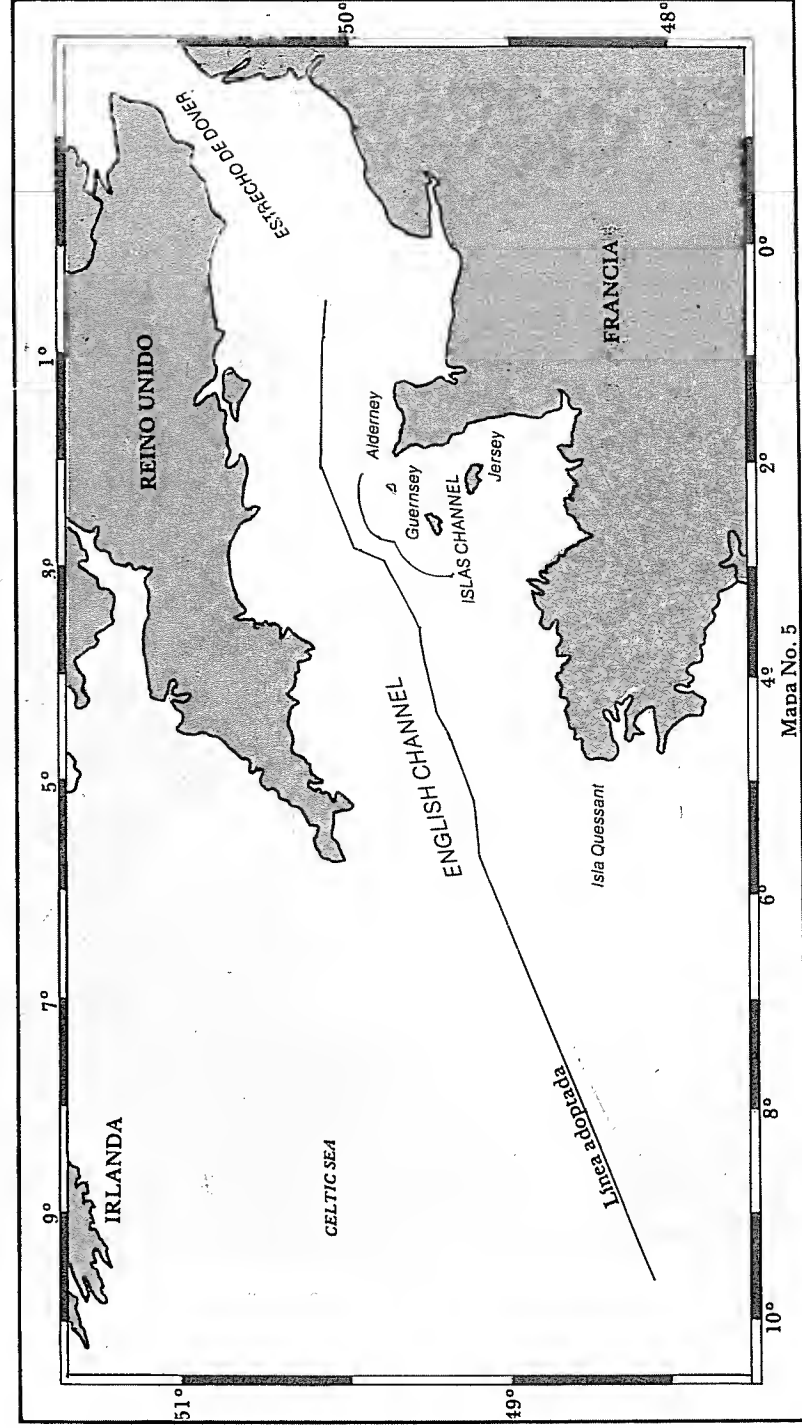 9°
7°
5°
3°
1°
51°
50°
49°
48°
IRLANDA
REINO UNIDO
ESTRECHO DE DOVER
CELTIC SEA
ENGLISH CHANNEL
Alderney
Guernsey
ISLAS CHANNEL
Jersey
FRANCIA
Isla Quessant
Línea adoptada
10°
8°
6°
4º
2°
0°
Mapa No. 5